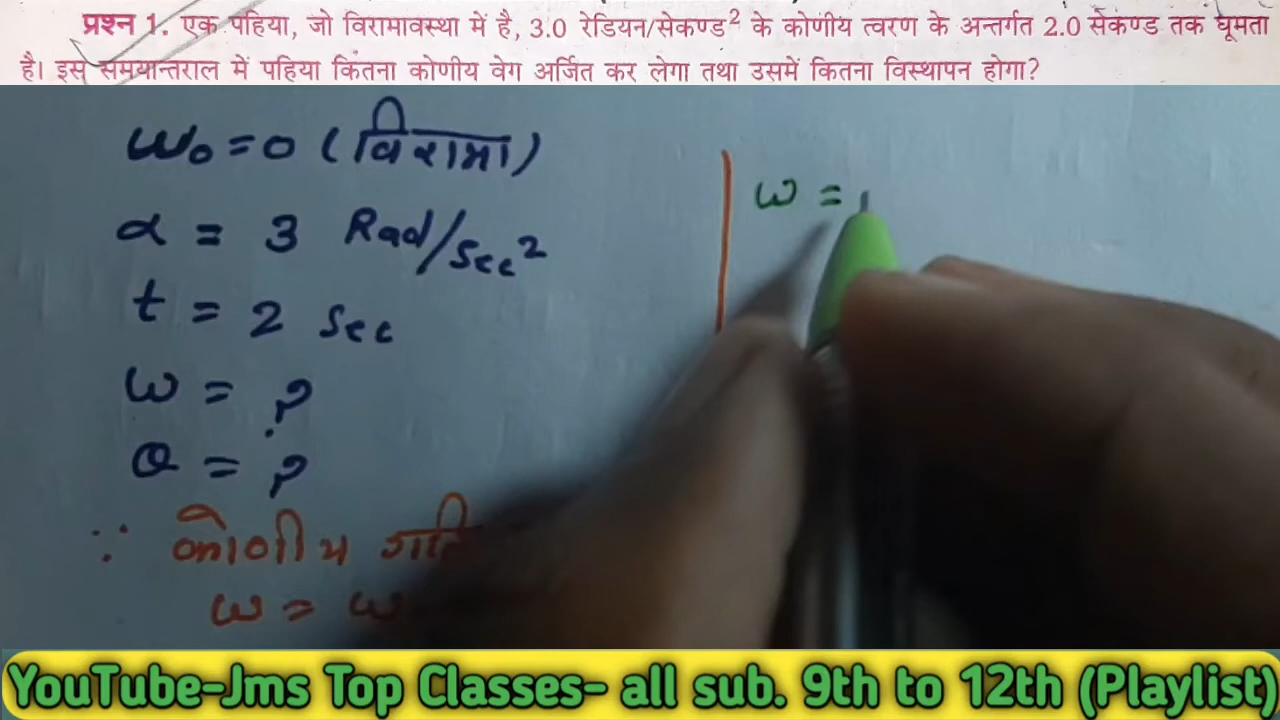 प्रश्न 1. एक पहिया, जो विरामावस्था में है, 3.0 रेडियन/सेकण्ड² के कोणीय त्वरण के अन्तर्गत 2.0 सेकण्ड तक घूमता
है। इस समयान्तराल में पहिया कितना कोणीय वेग अर्जित कर लेगा तथा उसमें कितना विस्थापन होगा?
ω₀ = 0 (विरामा)
α = 3 Rad/sec²
t = 2 Sec
ω = ?
θ = ?
∵ कोणीय गति
ω = ω
ω =
YouTube-Jms Top Classes- all sub. 9th to 12th (Playlist)